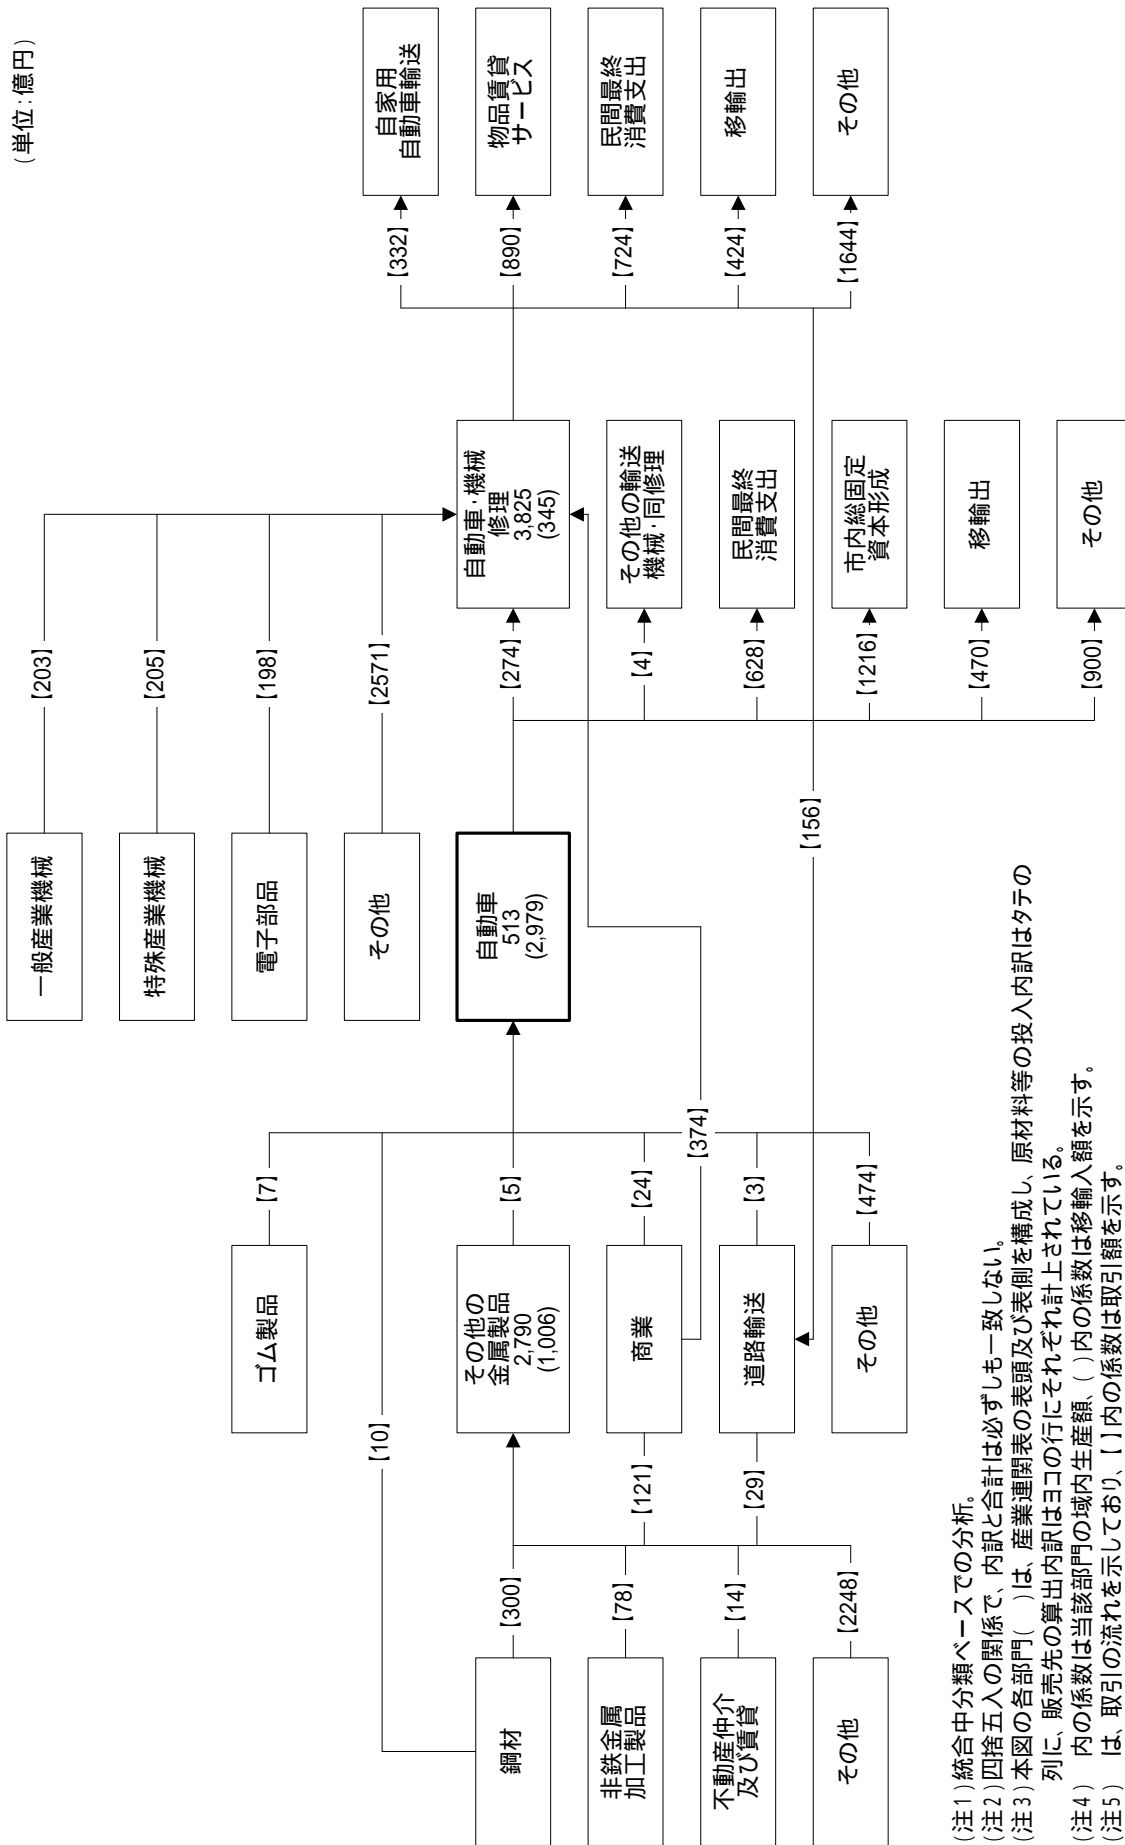 (単位:億円)
一般産業機械
【203】
特殊産業機械
【205】
電子部品
【198】
その他
【2571】
ゴム製品
【7】
【10】
鋼材
【300】
その他の
金属製品
2,790
(1,006)
【5】
自動車
513
(2,979)
【274】
自動車・機械
修理
3,825
(345)
【332】
自家用
自動車輸送
【890】
物品賃貸
サービス
【724】
民間最終
消費支出
【424】
移輸出
【1644】
その他
非鉄金属
加工製品
【78】
【121】
商業
【24】
【374】
【4】
その他の輸送
機械・同修理
不動産仲介
及び賃貸
【14】
【29】
道路輸送
【3】
【156】
【628】
民間最終
消費支出
その他
【2248】
その他
【474】
【1216】
市内総固定
資本形成
【470】
移輸出
【900】
その他
(注1)統合中分類ベースでの分析。
(注2)四捨五入の関係で、内訳と合計は必ずしも一致しない。
(注3)本図の各部門( )は、産業連関表の表頭及び表側を構成し、原材料等の投入内訳はタテの
列に、販売先の算出内訳はヨコの行にそれぞれ計上されている。
(注4) 内の係数は当該部門の域内生産額、( )内の係数は移輸入額を示す。
(注5) は、取引の流れを示しており、【 】内の係数は取引額を示す。